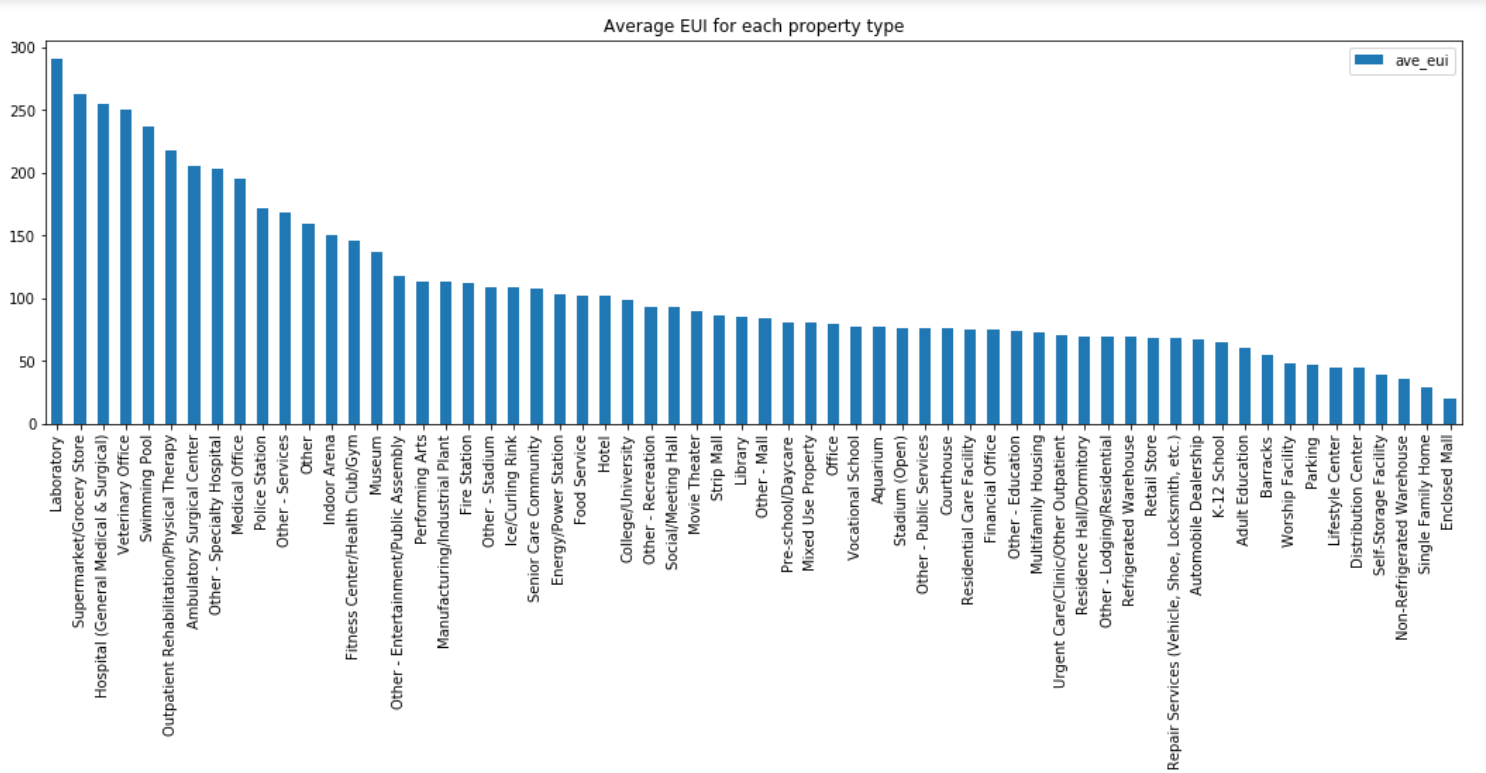 Average EUI for each property type
ave_eui
300
250
200
150
100
50
0
Laboratory
Supermarket/Grocery Store
Hospital (General Medical & Surgical)
Veterinary Office
Swimming Pool
Outpatient Rehabilitation/Physical Therapy
Ambulatory Surgical Center
Other - Specialty Hospital
Medical Office
Police Station
Other - Services
Other
Indoor Arena
Fitness Center/Health Club/Gym
Museum
Other - Entertainment/Public Assembly
Performing Arts
Manufacturing/Industrial Plant
Fire Station
Other - Stadium
Ice/Curling Rink
Senior Care Community
Energy/Power Station
Food Service
Hotel
College/University
Other - Recreation
Social/Meeting Hall
Movie Theater
Strip Mall
Library
Other - Mall
Pre-school/Daycare
Mixed Use Property
Office
Vocational School
Aquarium
Stadium (Open)
Other - Public Services
Courthouse
Residential Care Facility
Financial Office
Other - Education
Multifamily Housing
Urgent Care/Clinic/Other Outpatient
Residence Hall/Dormitory
Other - Lodging/Residential
Refrigerated Warehouse
Retail Store
Repair Services (Vehicle, Shoe, Locksmith, etc.)
Automobile Dealership
K-12 School
Adult Education
Barracks
Worship Facility
Parking
Lifestyle Center
Distribution Center
Self-Storage Facility
Non-Refrigerated Warehouse
Single Family Home
Enclosed Mall